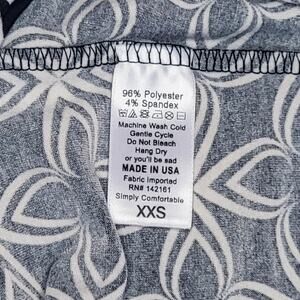 96% Polyester
4% Spandex
Machine Wash Cold
Gentle Cycle
Do Not Bleach
Hang Dry
or you'll be sad
MADE IN USA
Fabric Imported
RN# 142161
Simply Comfortable
XXS